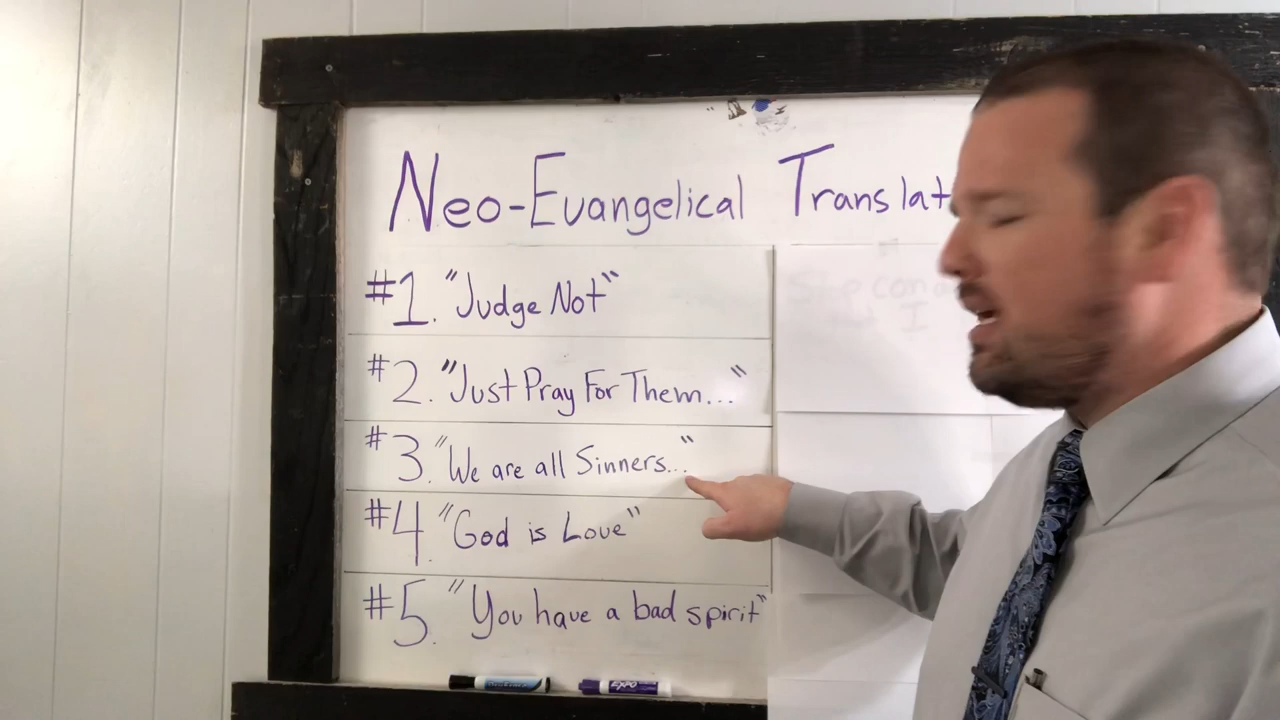 Neo-Evangelical Translat
#1. "Judge Not"
#2. "Just Pray For Them..."
#3. "We are all Sinners..."
#4. "God is Love"
#5. "You have a bad spirit"
EXPO